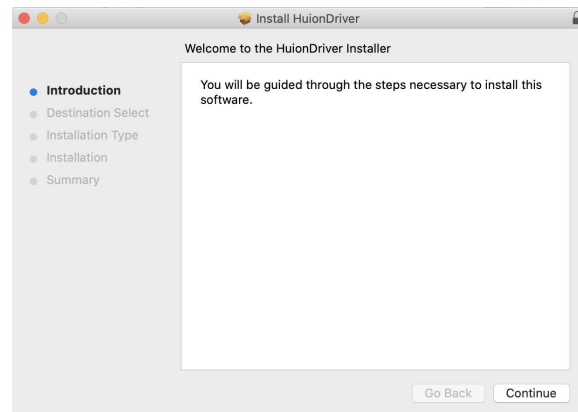 Install HuionDriver
Welcome to the HuionDriver Installer
Introduction
Destination Select
Installation Type
Installation
Summary
You will be guided through the steps necessary to install this
software.
Go Back
Continue